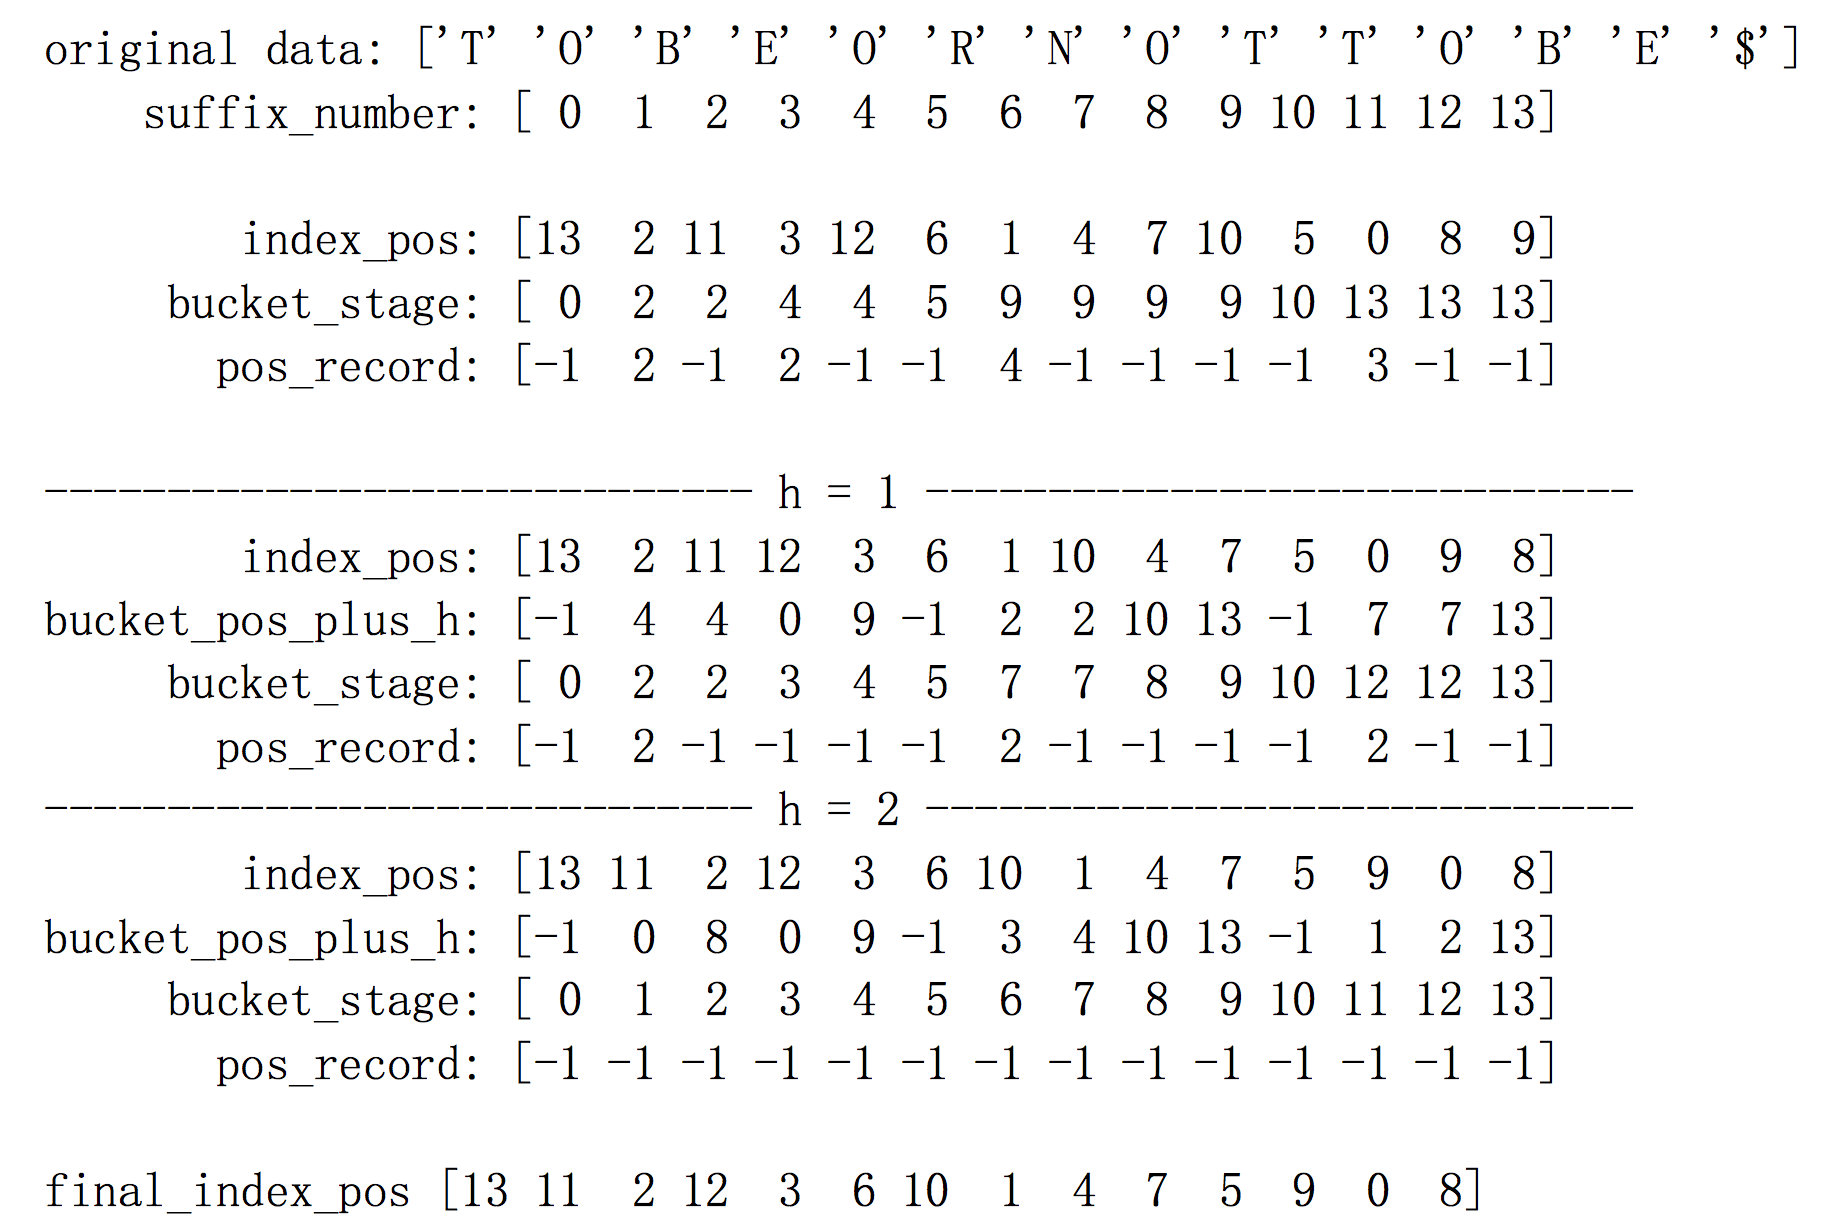 original data: ['T' 'O' 'B' 'E' 'O' 'R' 'N' 'O' 'T' 'T' 'O' 'B' 'E' '$']
suffix_number: [ 0 1 2 3 4 5 6 7 8 9 10 11 12 13]
index_pos: [13 2 11 3 12 6 1 4 7 10 5 0 8 9]
bucket_stage: [ 0 2 2 4 4 5 9 9 9 9 10 13 13 13]
pos_record: [-1 2 -1 2 -1 -1 4 -1 -1 -1 -1 3 -1 -1]
----------------------------- h = 1 -----------------------------
index_pos: [13 2 11 12 3 6 1 10 4 7 5 0 9 8]
bucket_pos_plus_h: [-1 4 4 0 9 -1 2 2 10 13 -1 7 7 13]
bucket_stage: [ 0 2 2 3 4 5 7 7 8 9 10 12 12 13]
pos_record: [-1 2 -1 -1 -1 -1 2 -1 -1 -1 -1 2 -1 -1]
----------------------------- h = 2 -----------------------------
index_pos: [13 11 2 12 3 6 10 1 4 7 5 9 0 8]
bucket_pos_plus_h: [-1 0 8 0 9 -1 3 4 10 13 -1 1 2 13]
bucket_stage: [ 0 1 2 3 4 5 6 7 8 9 10 11 12 13]
pos_record: [-1 -1 -1 -1 -1 -1 -1 -1 -1 -1 -1 -1 -1 -1]
final_index_pos [13 11 2 12 3 6 10 1 4 7 5 9 0 8]